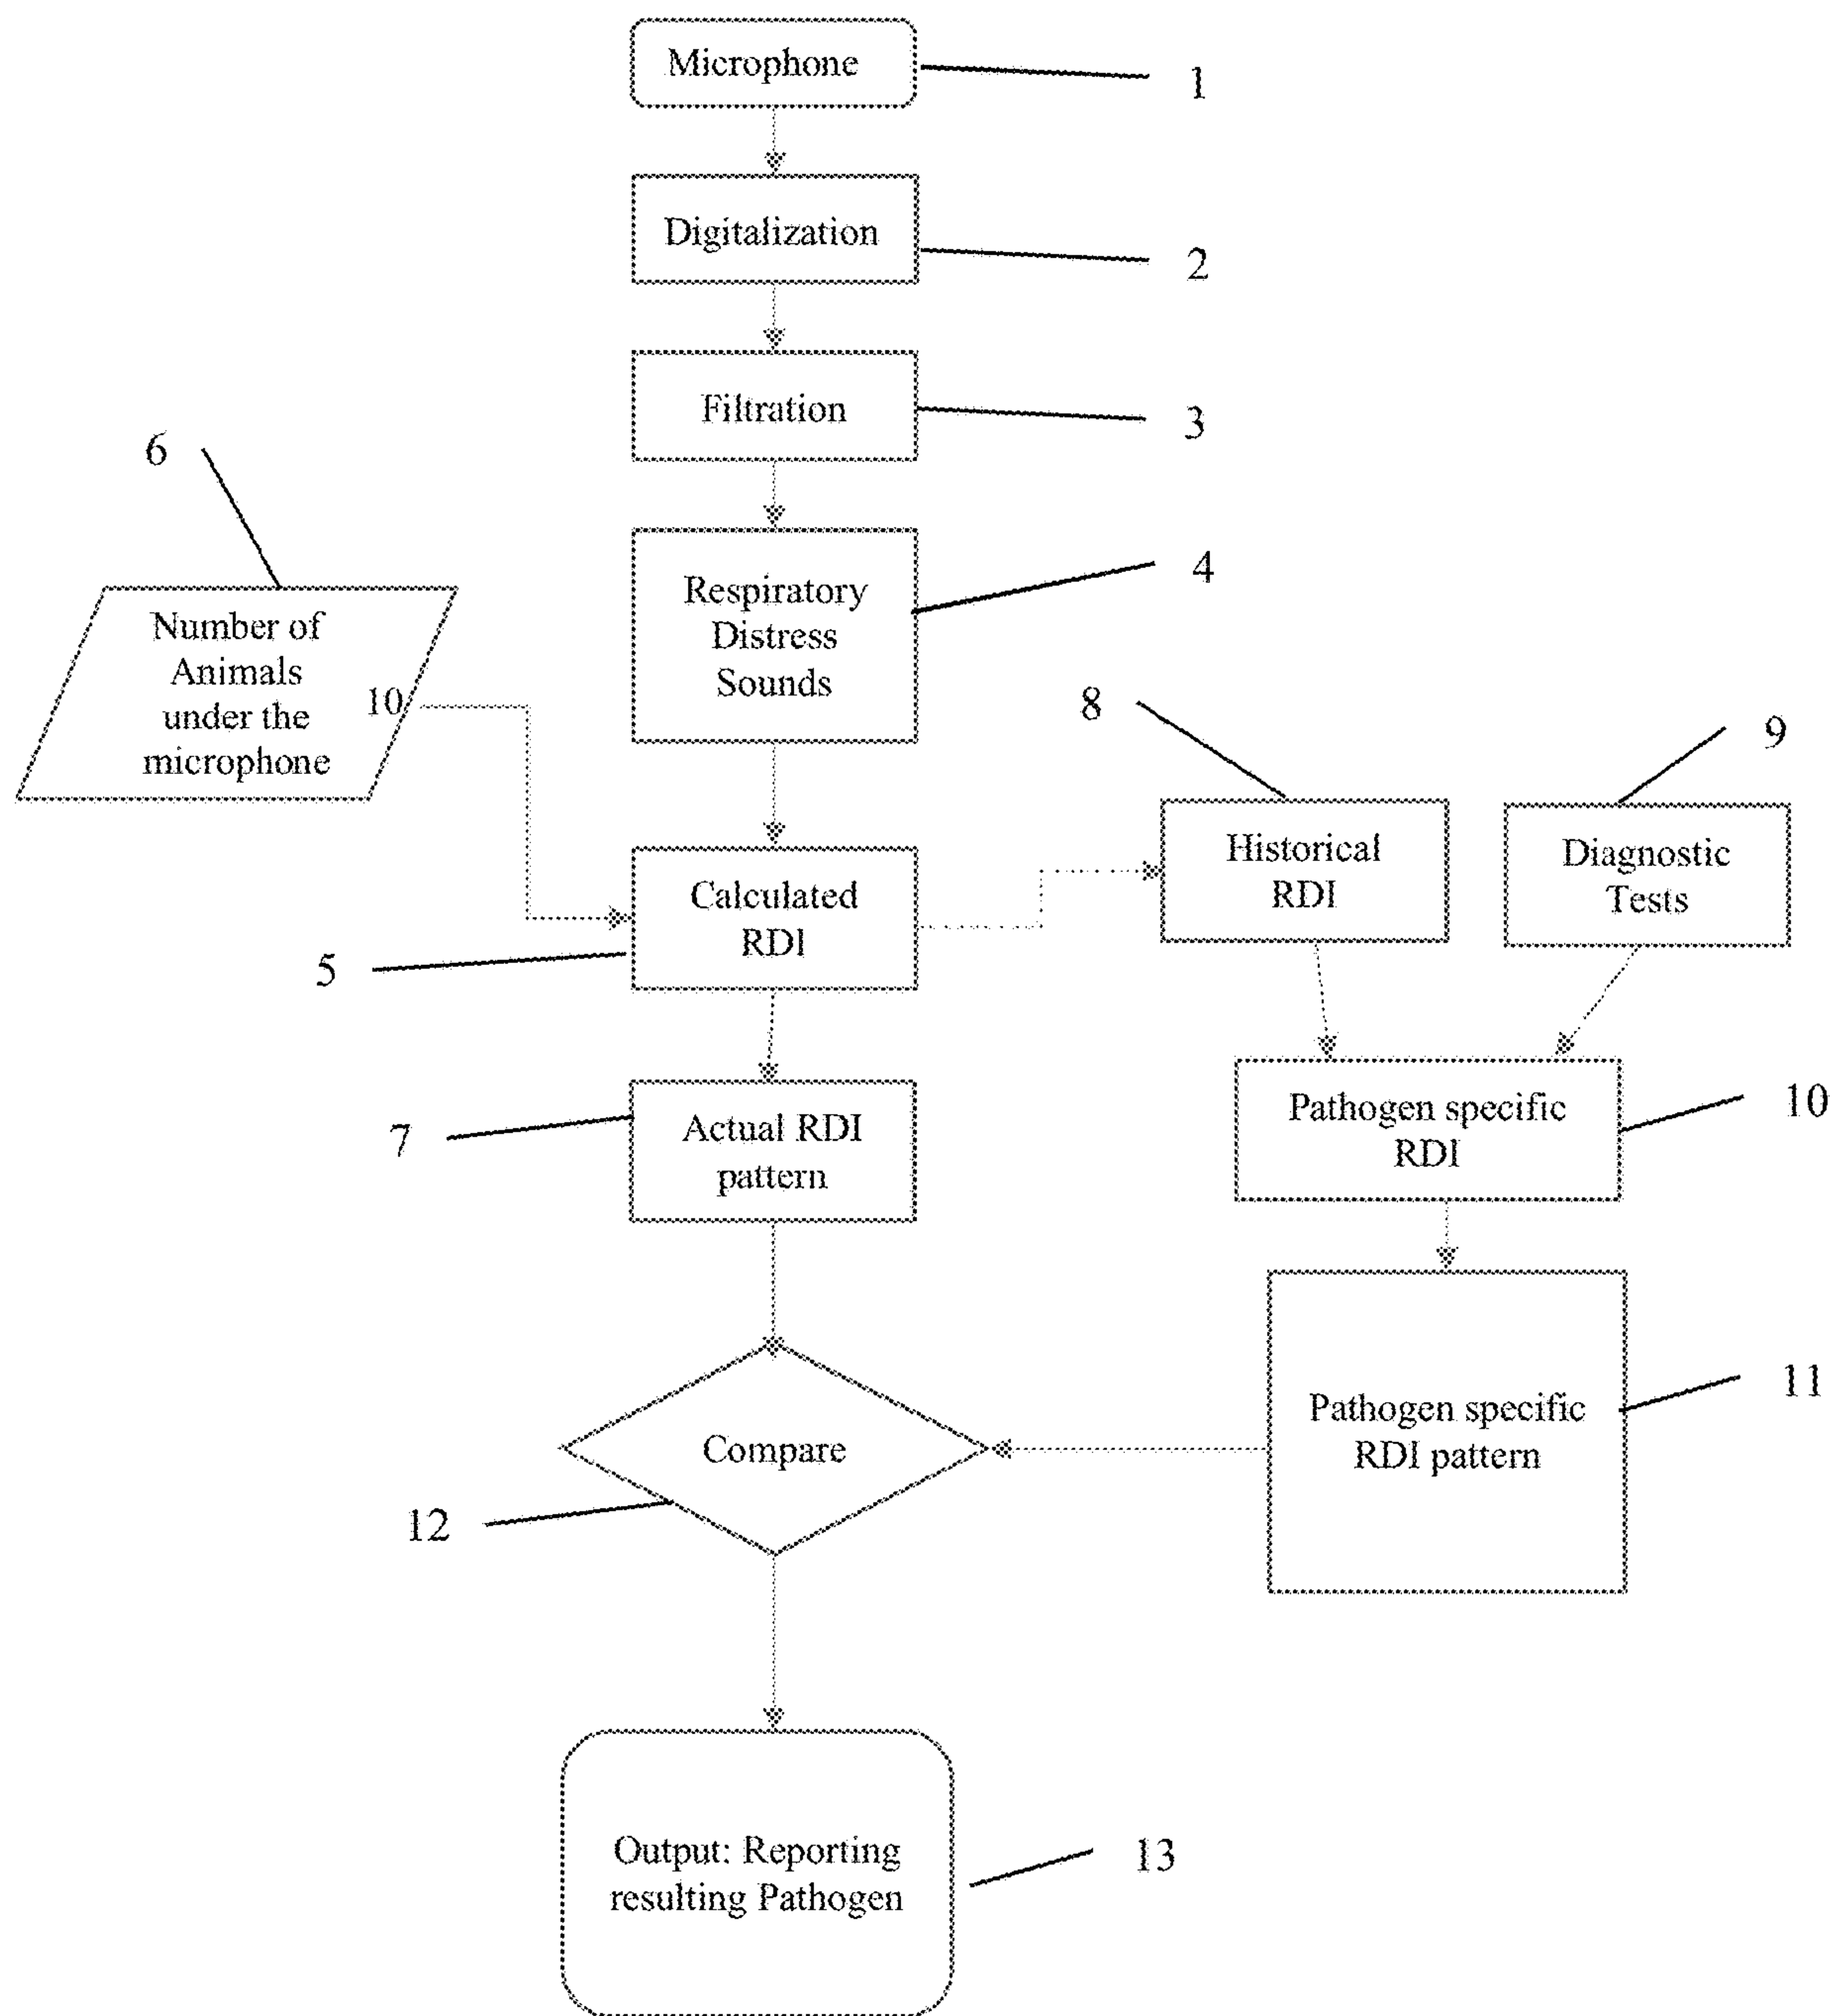 Microphone
1
Digitalization
2
Filtration
3
6
Respiratory
Distress
Sounds
4
Number of
Animals
under the
microphone
10
8
9
Calculated
RDI
5
Historical
RDI
Diagnostic
Tests
Actual RDI
pattern
7
Pathogen specific
RDI
10
Pathogen specific
RDI pattern
11
Compare
12
Output: Reporting
resulting Pathogen
13